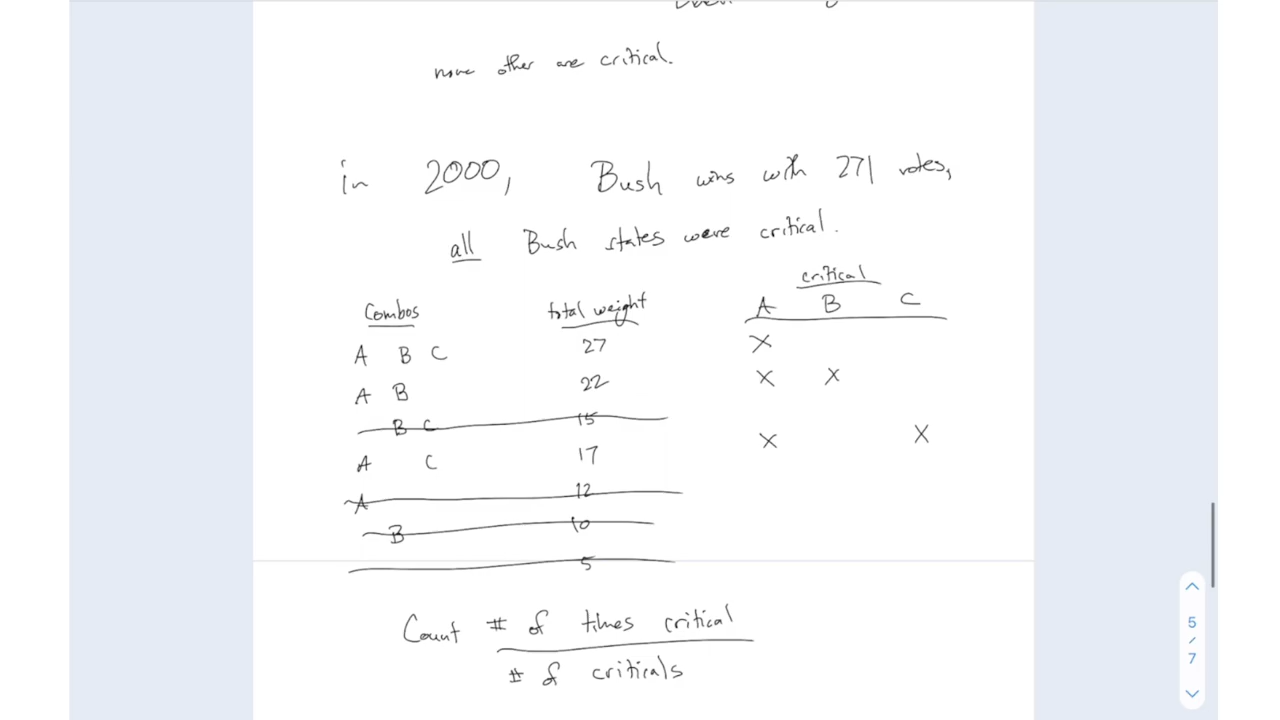 none other are critical.
in 2000, Bush wins with 271 votes,
all Bush states were critical.
critical
A B C
Combos total weight
A B C 27 X
A B 22 X X
B C 15
A C 17 X X
A 12
B 10
5
Count # of times critical
# of criticals
5
/
7